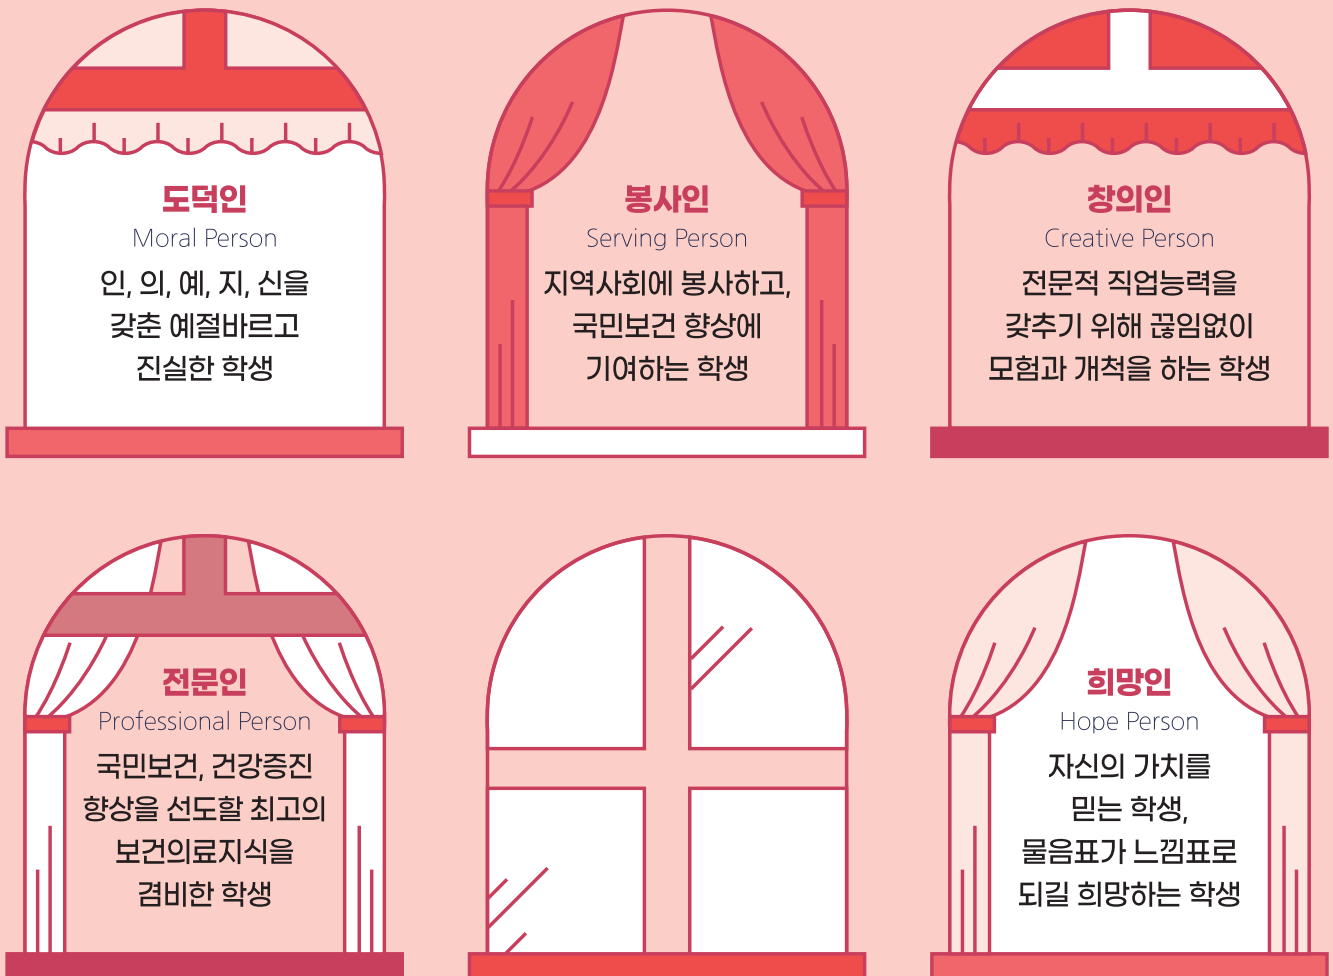 도덕인
Moral Person
인, 의, 예, 지, 신을
갖춘 예절바르고
진실한 학생
봉사인
Serving Person
지역사회에 봉사하고,
국민보건 향상에
기여하는 학생
창의인
Creative Person
전문적 직업능력을
갖추기 위해 끊임없이
모험과 개척을 하는 학생
전문인
Professional Person
국민보건, 건강증진
향상을 선도할 최고의
보건의료지식을
겸비한 학생
희망인
Hope Person
자신의 가치를
믿는 학생,
물음표가 느낌표로
되길 희망하는 학생